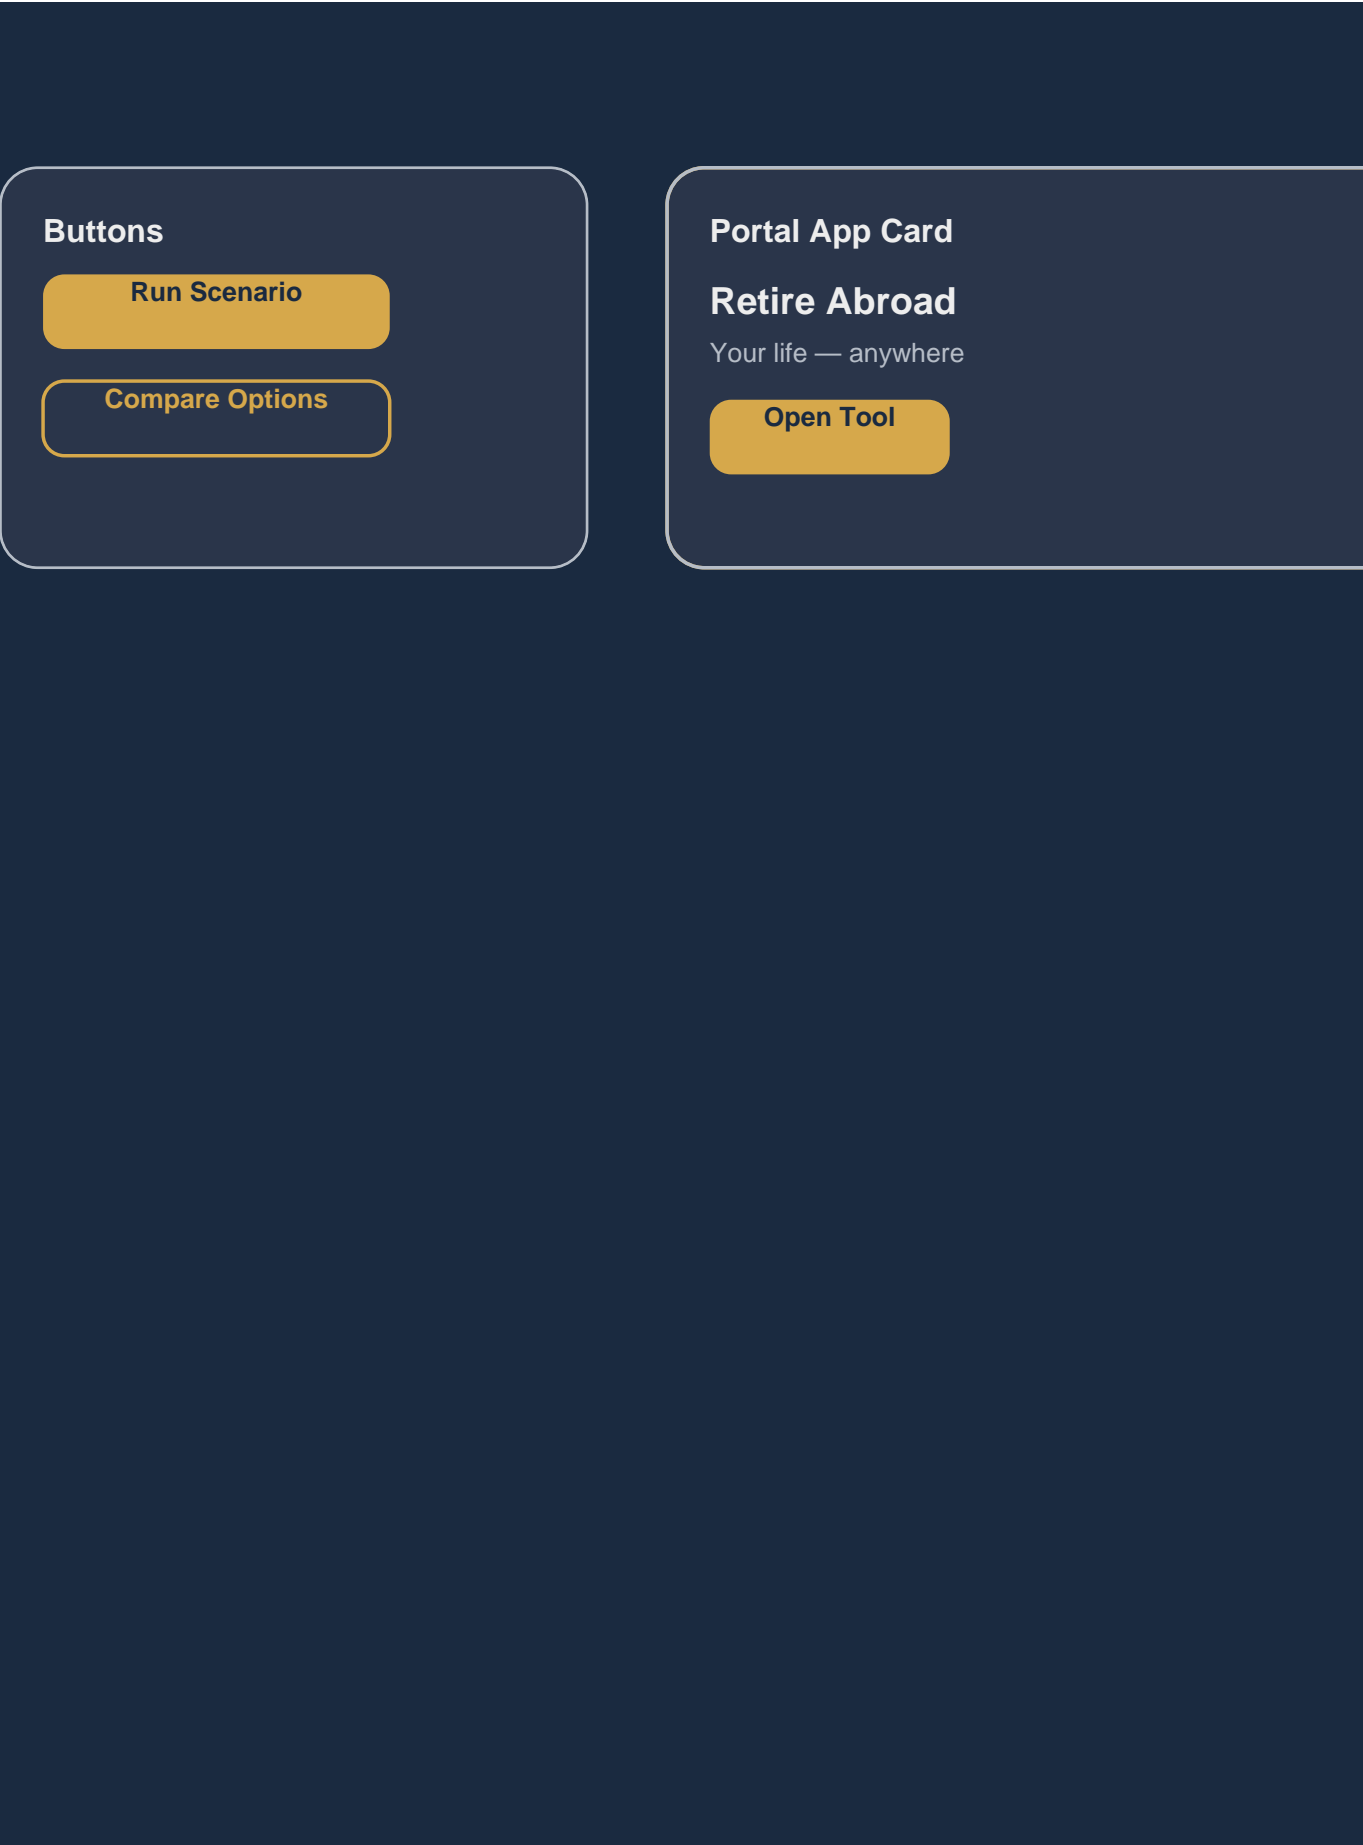 Buttons
Run Scenario
Compare Options
Portal App Card
Retire Abroad
Your life — anywhere
Open Tool